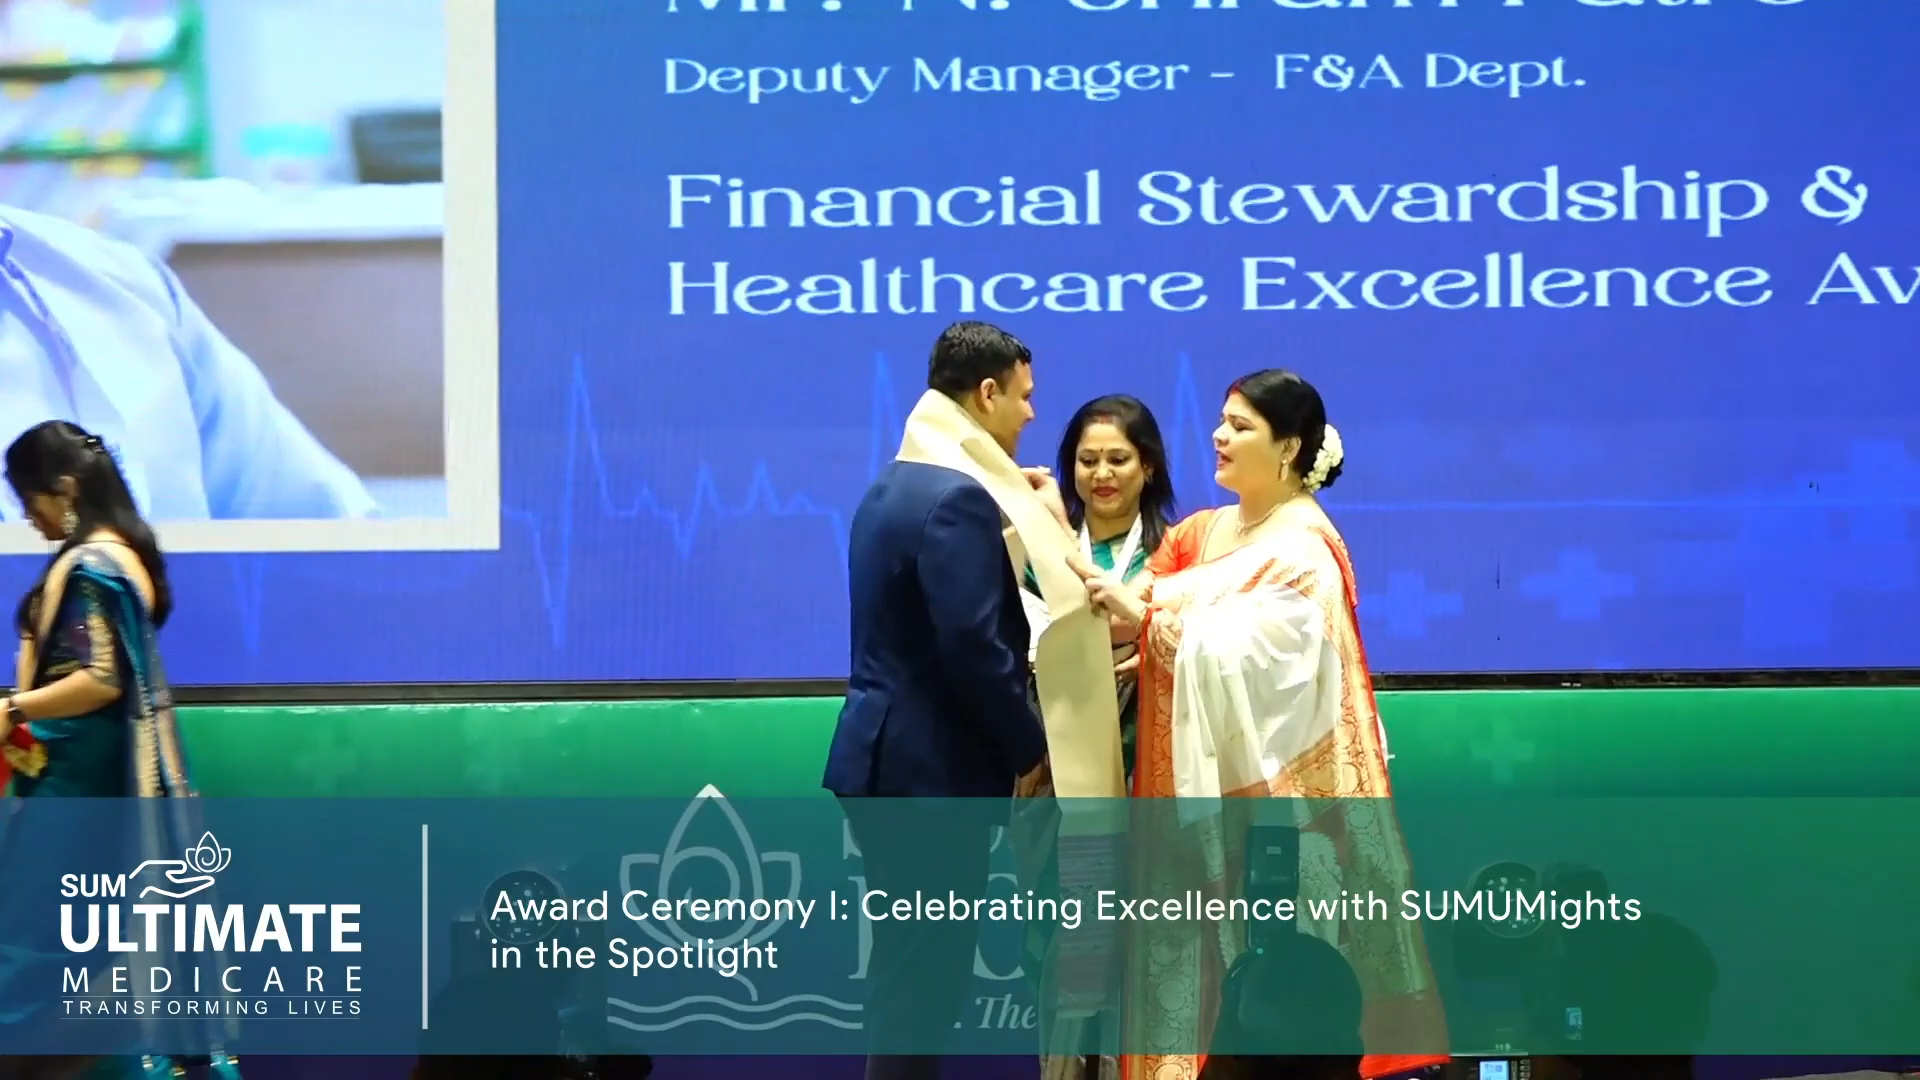 Deputy Manager - F&A Dept.
Financial Stewardship &
Healthcare Excellence
SUM
ULTIMATE
MEDICARE
TRANSFORMING LIVES
Award Ceremony I: Celebrating Excellence with SUMUMights
in the Spotlight
. The